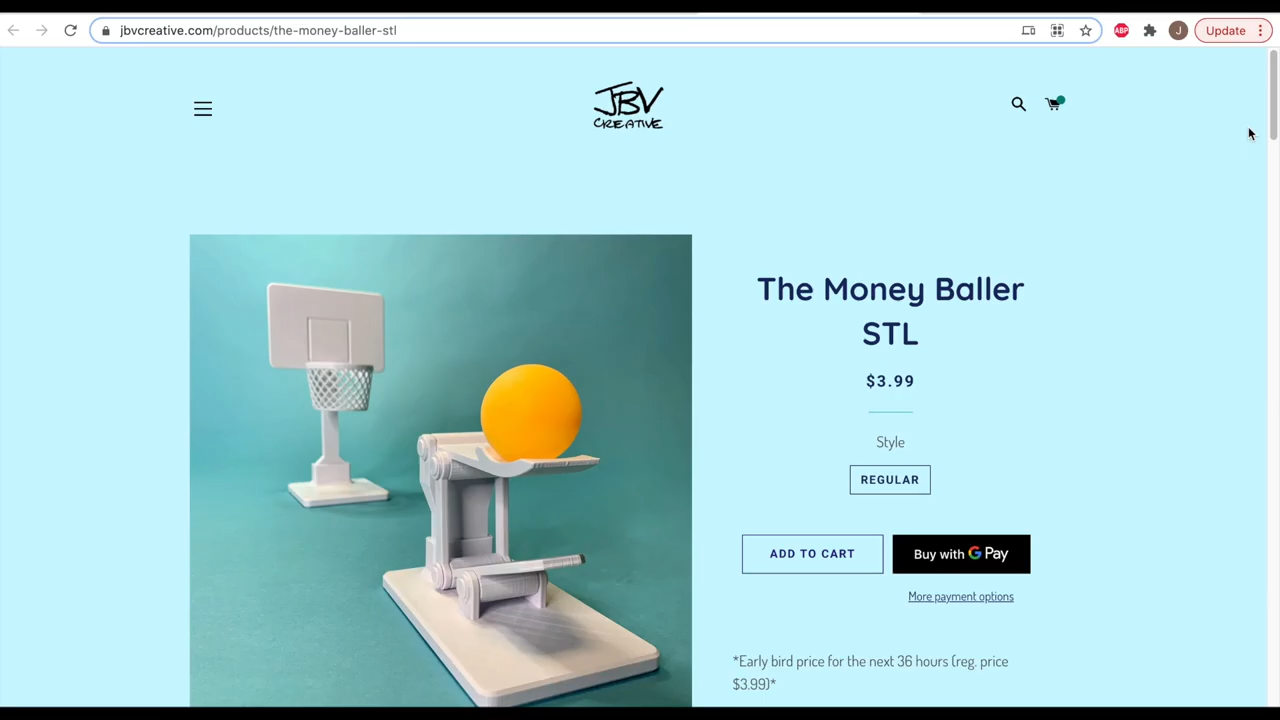 jbvcreative.com/products/the-money-baller-stl
ABP
J
Update
JBV
CREATIVE
The Money Baller
STL
$3.99
Style
REGULAR
ADD TO CART
Buy with G Pay
More payment options
*Early bird price for the next 36 hours (reg. price
$3.99)*